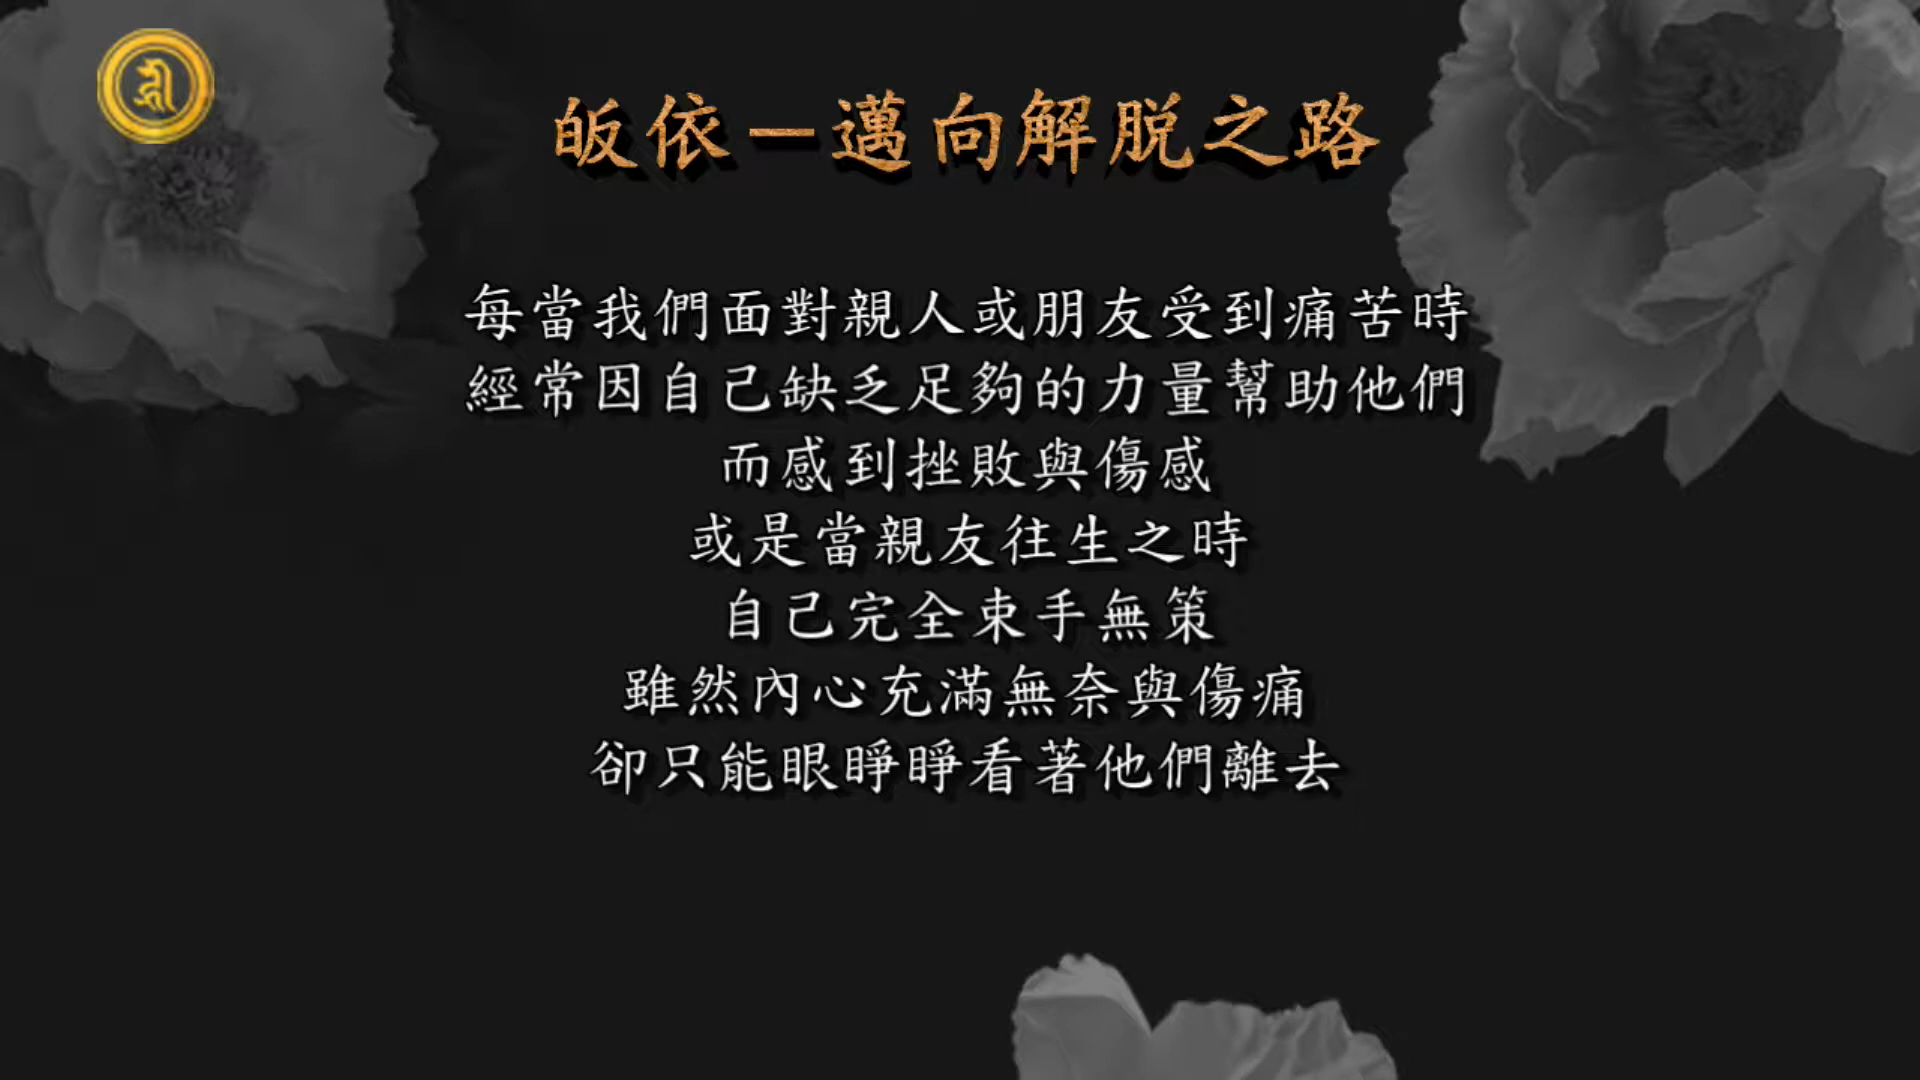 皈依－邁向解脫之路
每當我們面對親人或朋友受到痛苦時
經常因自己缺乏足夠的力量幫助他們
而感到挫敗與傷感
或是當親友往生之時
自己完全束手無策
雖然內心充滿無奈與傷痛
卻只能眼睜睜看著他們離去